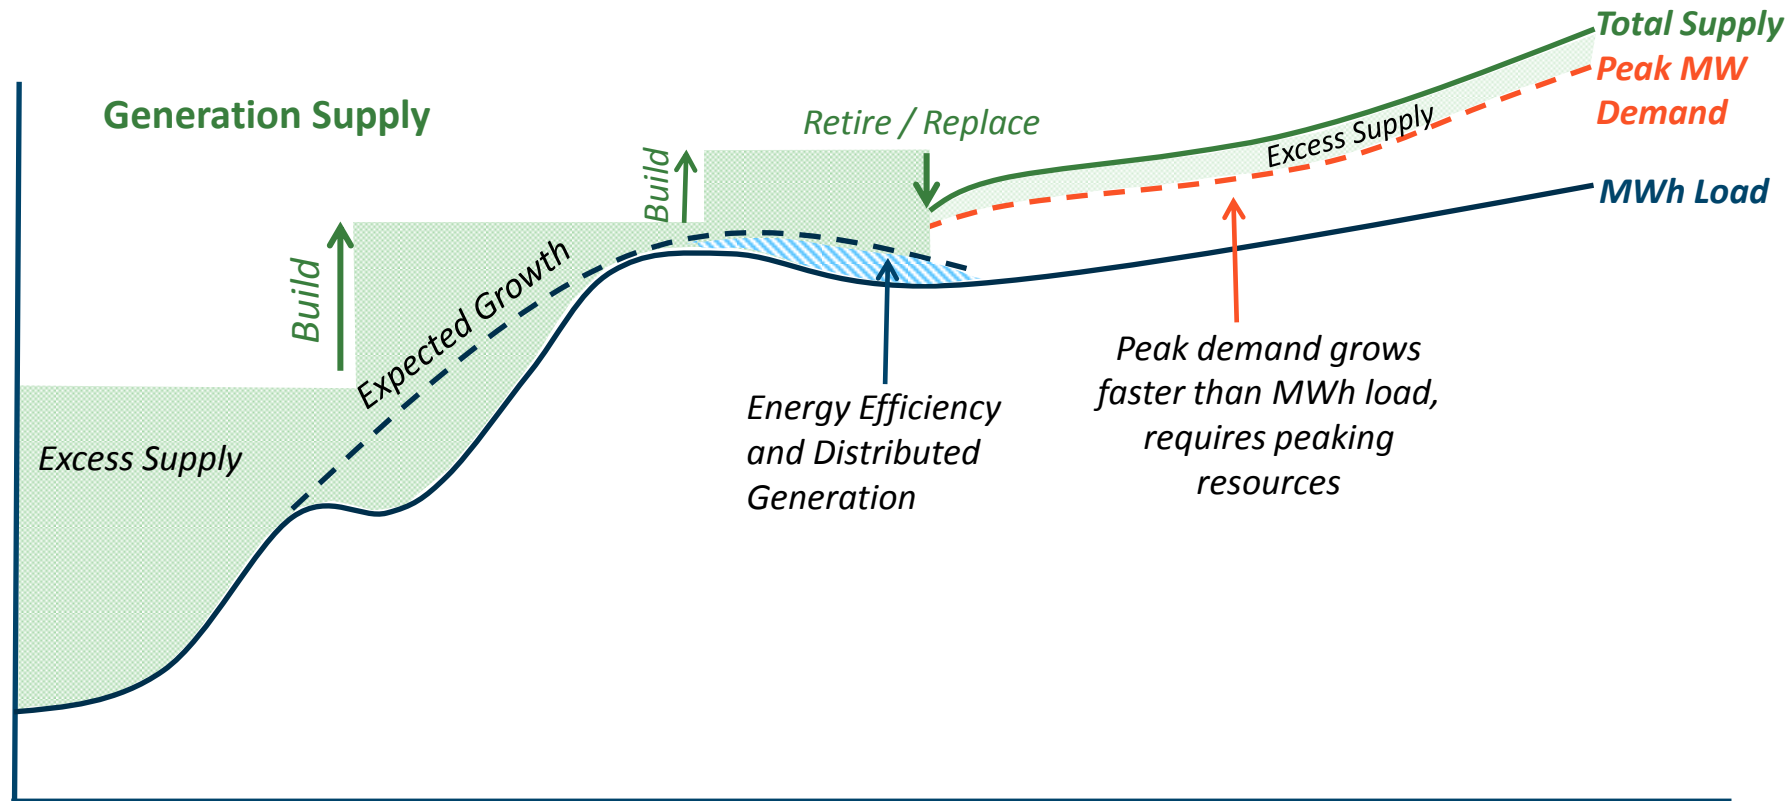 Generation Supply
Total Supply
Peak MW
Demand
MWh Load
Retire / Replace
Build
Build
Excess Supply
Expected Growth
Excess Supply
Energy Efficiency
and Distributed
Generation
Peak demand grows
faster than MWh load,
requires peaking
resources